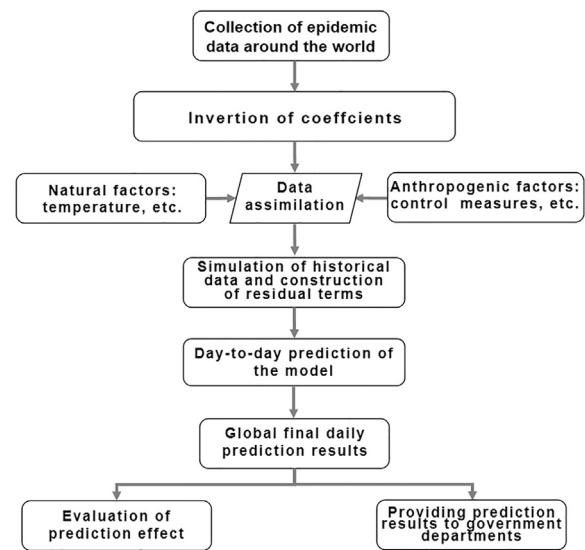 Collection of epidemic
data around the world
Invertion of coeffcients
Natural factors:
temperature, etc.
Data
assimilation
Anthropogenic factors:
control measures, etc.
Simulation of historical
data and construction
of residual terms
Day-to-day prediction of
the model
Global final daily
prediction results
Evaluation of
prediction effect
Providing prediction
results to government
departments